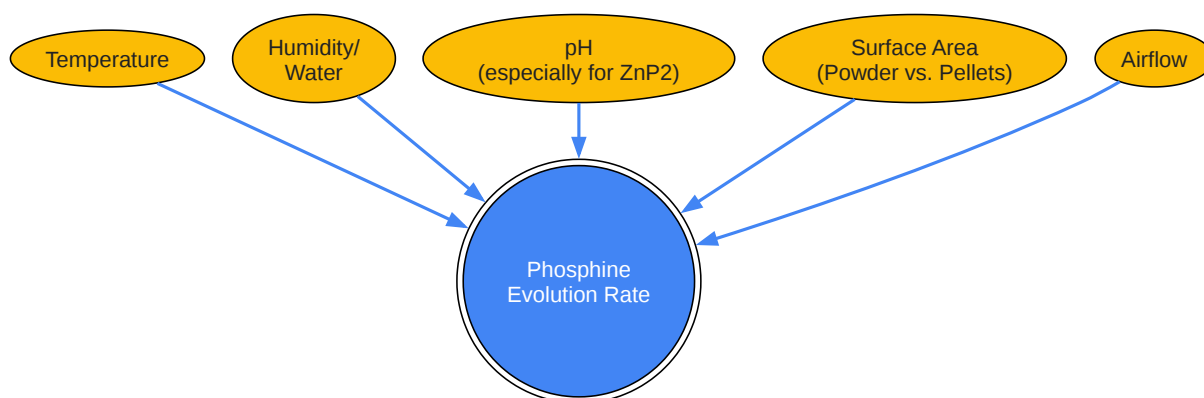 Temperature
Humidity/
Water
pH
(especially for ZnP2)
Surface Area
(Powder vs. Pellets)
Airflow
Phosphine
Evolution Rate